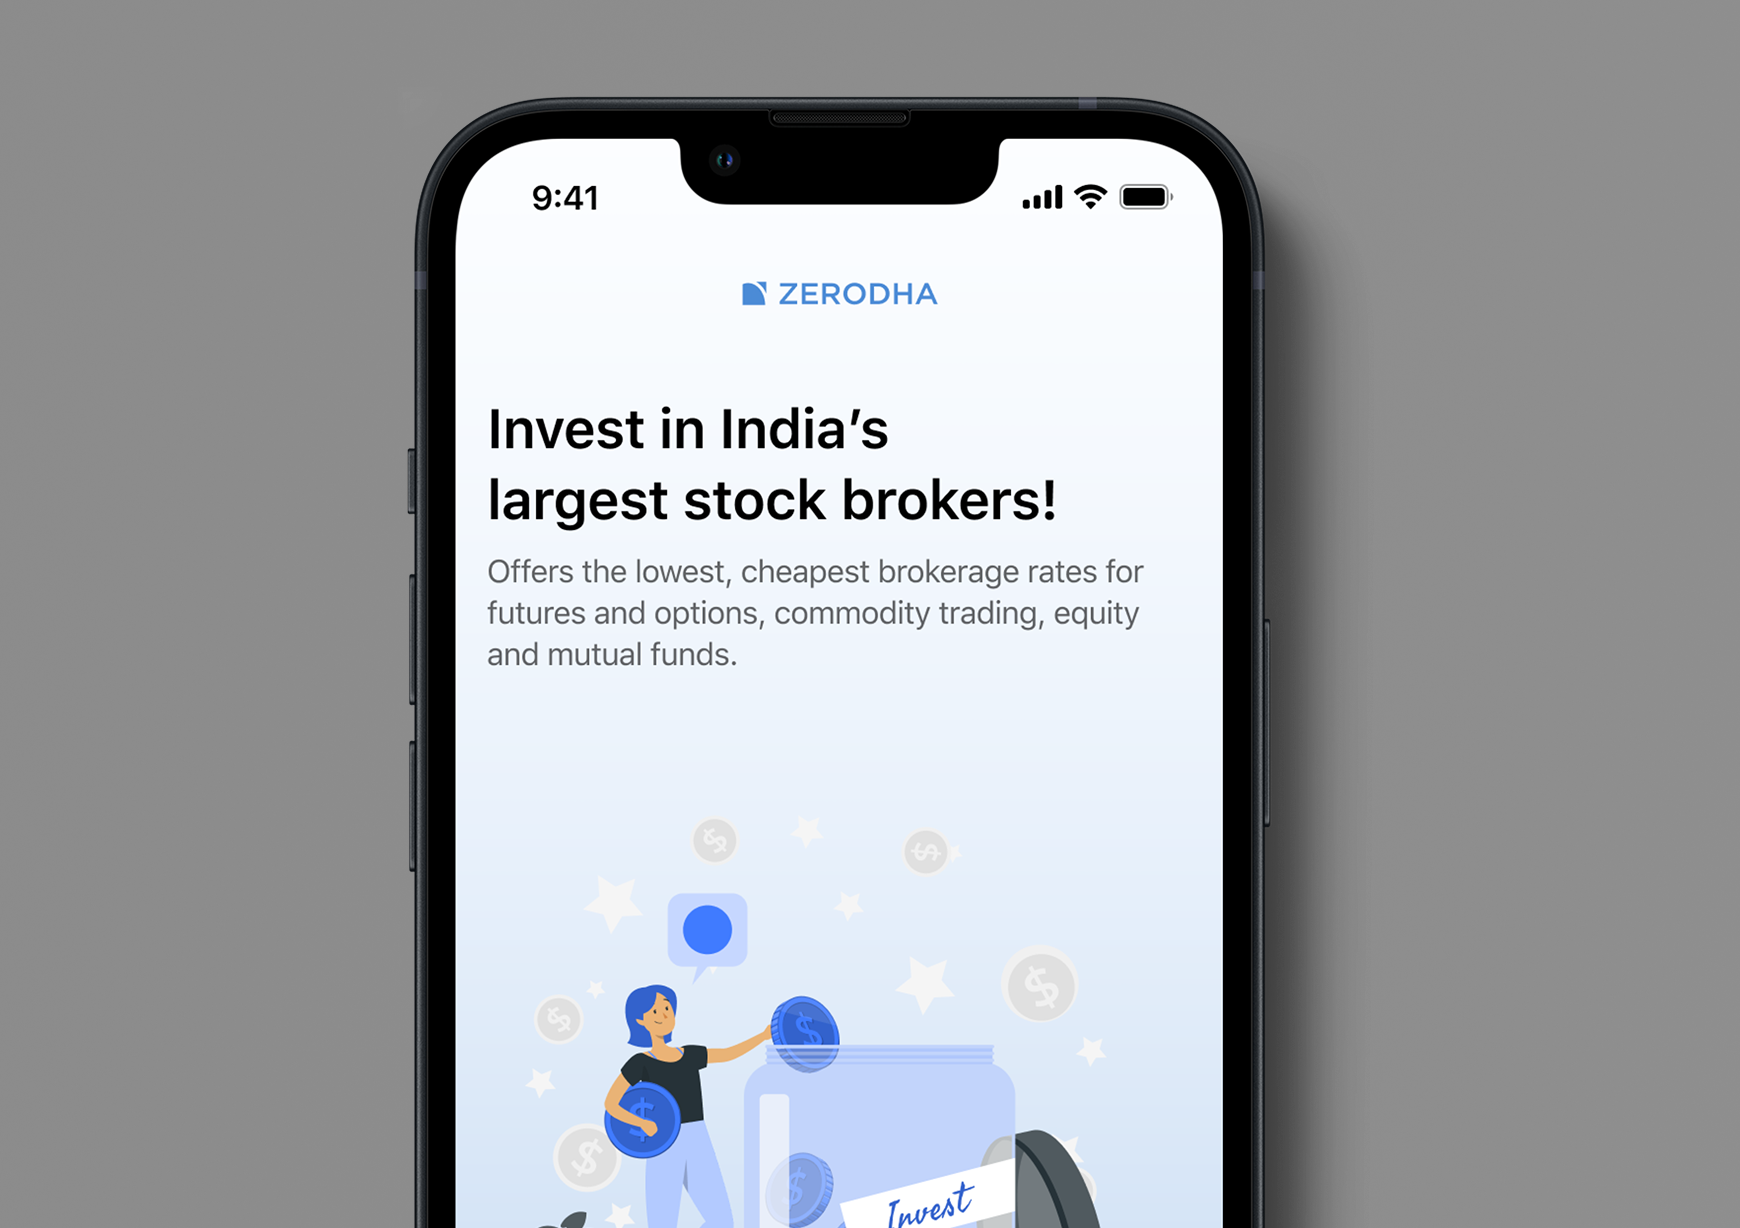 9:41
ZERODHA
Invest in India’s
largest stock brokers!
Offers the lowest, cheapest brokerage rates for
futures and options, commodity trading, equity
and mutual funds.
$ $
$
$ $
$
$
$
Invest